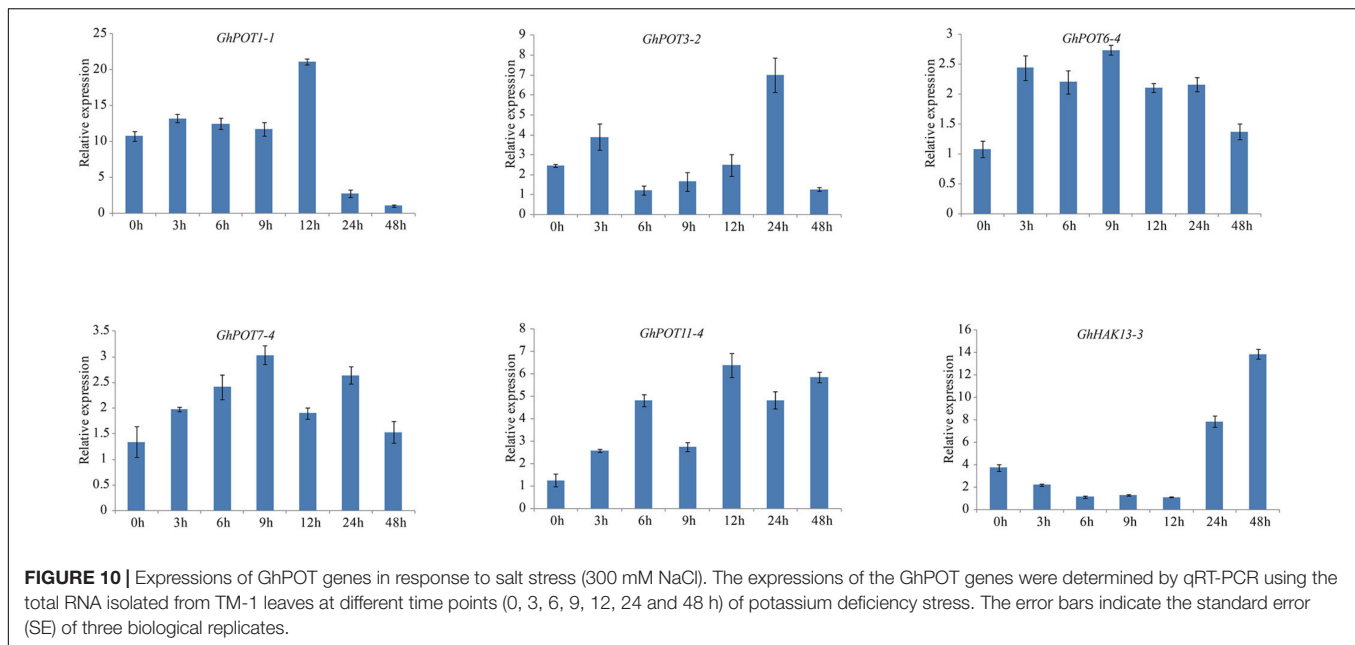 GhPOT1-1
Relative expression
25
20
15
10
5
0
0h 3h 6h 9h 12h 24h 48h
GhPOT3-2
Relative expression
9
8
7
6
5
4
3
2
1
0
0h 3h 6h 9h 12h 24h 48h
GhPOT6-4
Relative expression
3
2.5
2
1.5
1
0.5
0
0h 3h 6h 9h 12h 24h 48h
GhPOT7-4
Relative expression
3.5
3
2.5
2
1.5
1
0.5
0
0h 3h 6h 9h 12h 24h 48h
GhPOT11-4
Relative expression
8
7
6
5
4
3
2
1
0
0h 3h 6h 9h 12h 24h 48h
GhHAK13-3
Relative expression
16
14
12
10
8
6
4
2
0
0h 3h 6h 9h 12h 24h 48h
FIGURE 10 | Expressions of GhPOT genes in response to salt stress (300 mM NaCl). The expressions of the GhPOT genes were determined by qRT-PCR using the
total RNA isolated from TM-1 leaves at different time points (0, 3, 6, 9, 12, 24 and 48 h) of potassium deficiency stress. The error bars indicate the standard error
(SE) of three biological replicates.